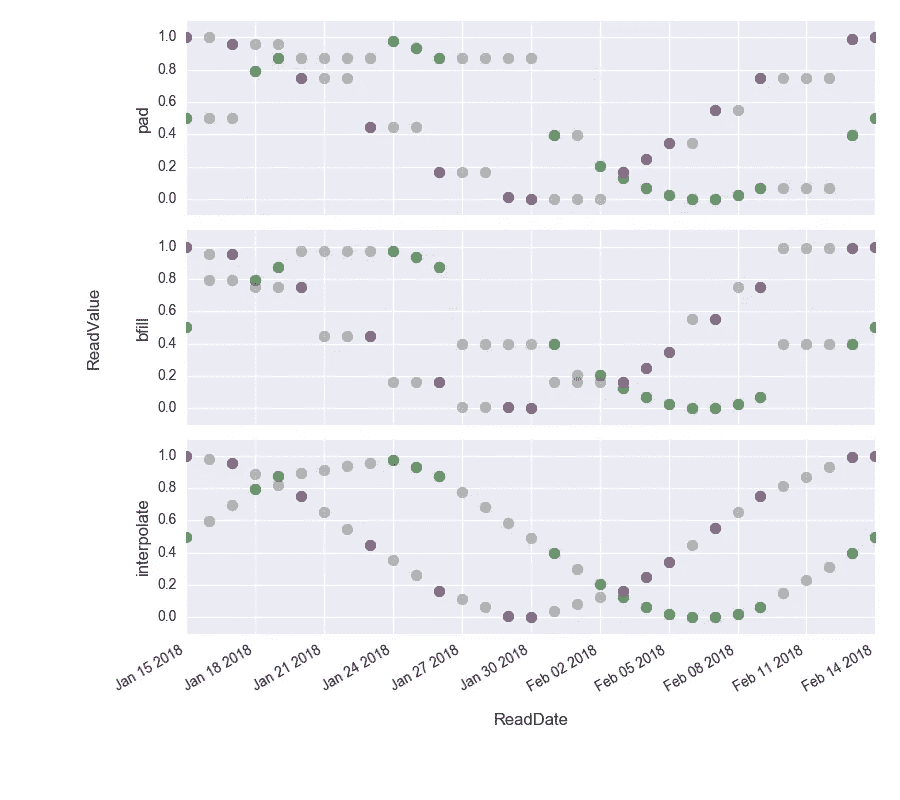 1.0
0.8
0.6
0.4
0.2
0.0
pad
1.0
0.8
0.6
0.4
0.2
0.0
bfill
ReadValue
1.0
0.8
0.6
0.4
0.2
0.0
interpolate
Jan 15 2018
Jan 18 2018
Jan 21 2018
Jan 24 2018
Jan 27 2018
Jan 30 2018
Feb 02 2018
Feb 05 2018
Feb 08 2018
Feb 11 2018
Feb 14 2018
ReadDate